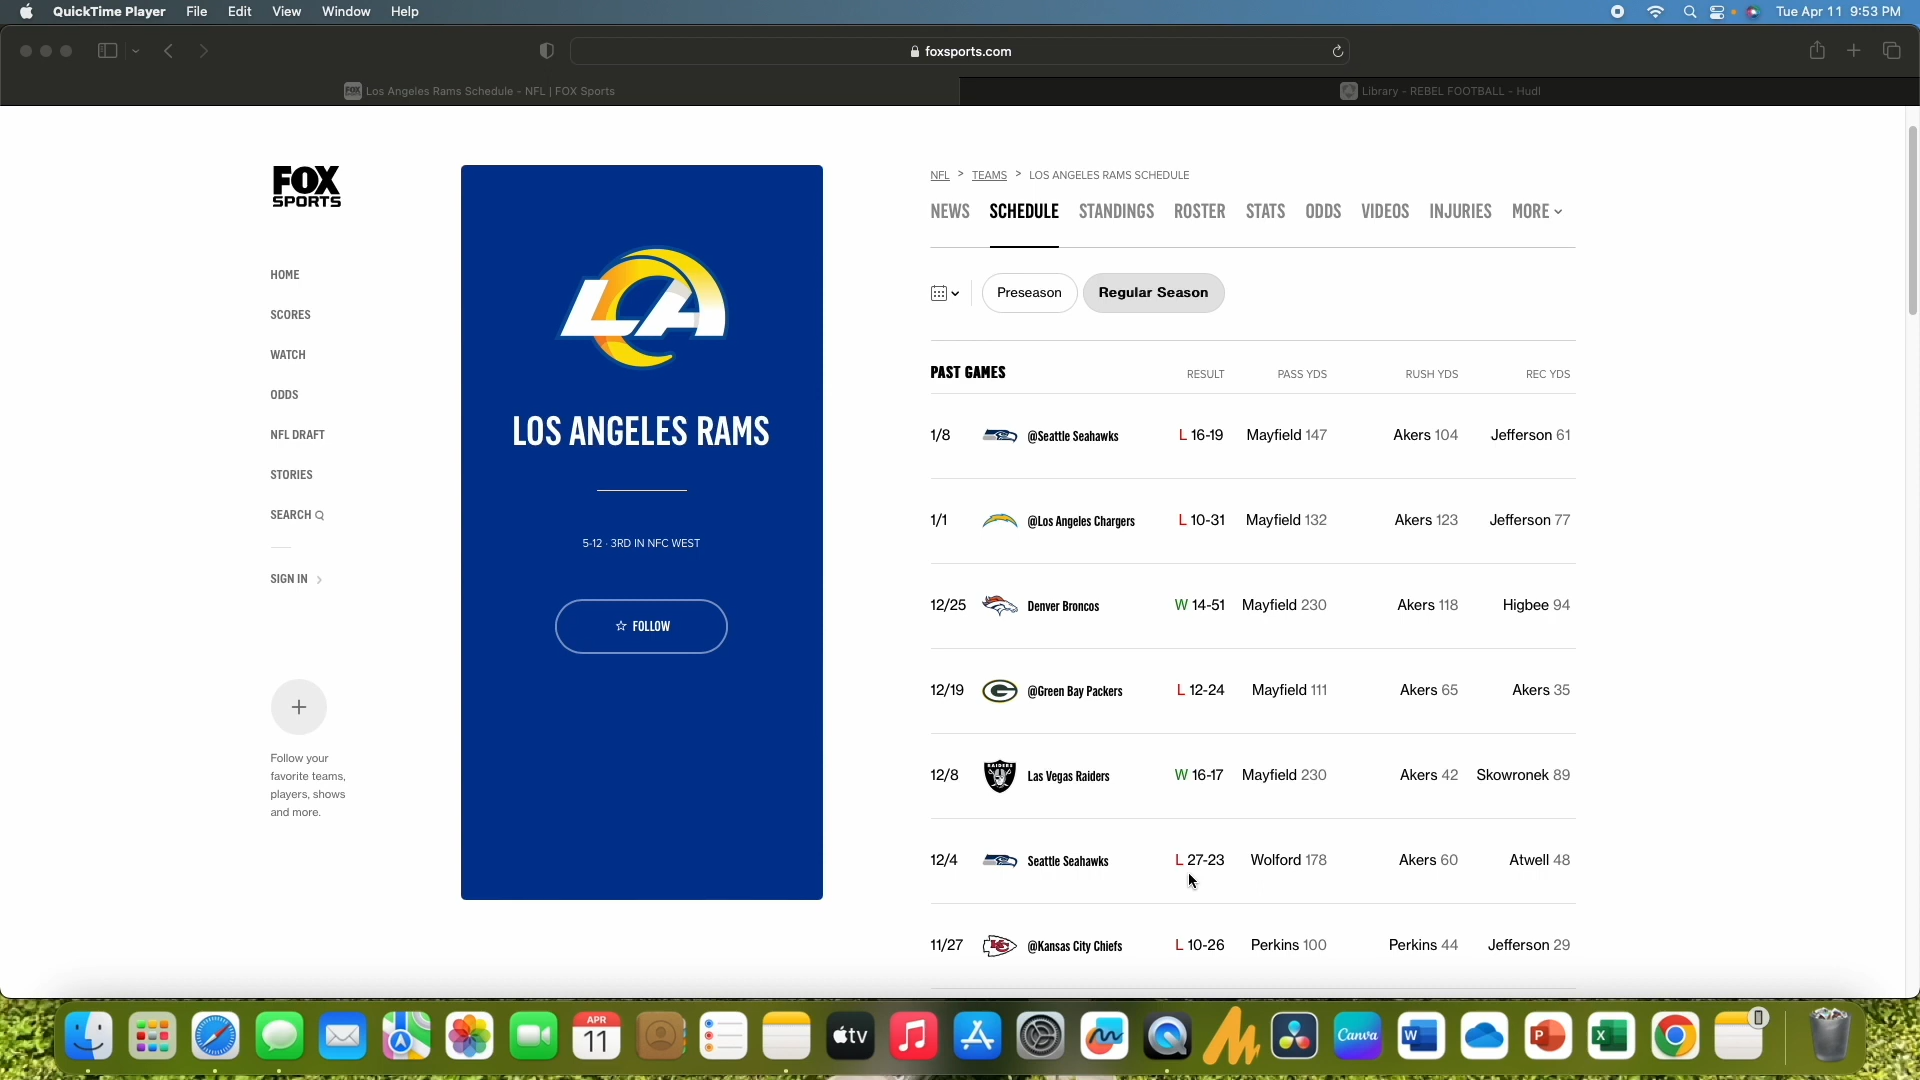 QuickTime Player File Edit View Window Help Tue Apr 11 9:53 PM
foxsports.com
FOX SPORTS Los Angeles Rams Schedule - NFL | FOX Sports
Library - REBEL FOOTBALL - Hudl
FOX
SPORTS
HOME
SCORES
WATCH
ODDS
NFL DRAFT
STORIES
SEARCH
SIGN IN >
+
Follow your
favorite teams,
players, shows
and more.
LA
LOS ANGELES RAMS
5-12 · 3RD IN NFC WEST
☆ FOLLOW
NFL > TEAMS > LOS ANGELES RAMS SCHEDULE
NEWS SCHEDULE STANDINGS ROSTER STATS ODDS VIDEOS INJURIES MORE
Preseason Regular Season
PAST GAMES RESULT PASS YDS RUSH YDS REC YDS
1/8 @Seattle Seahawks L 16-19 Mayfield 147 Akers 104 Jefferson 61
1/1 @Los Angeles Chargers L 10-31 Mayfield 132 Akers 123 Jefferson 77
12/25 Denver Broncos W 14-51 Mayfield 230 Akers 118 Higbee 94
12/19 G @Green Bay Packers L 12-24 Mayfield 111 Akers 65 Akers 35
12/8 RAIDERS Las Vegas Raiders W 16-17 Mayfield 230 Akers 42 Skowronek 89
12/4 Seattle Seahawks L 27-23 Wolford 178 Akers 60 Atwell 48
11/27 KC @Kansas City Chiefs L 10-26 Perkins 100 Perkins 44 Jefferson 29
APR
11
tv
Canva
W
P
X